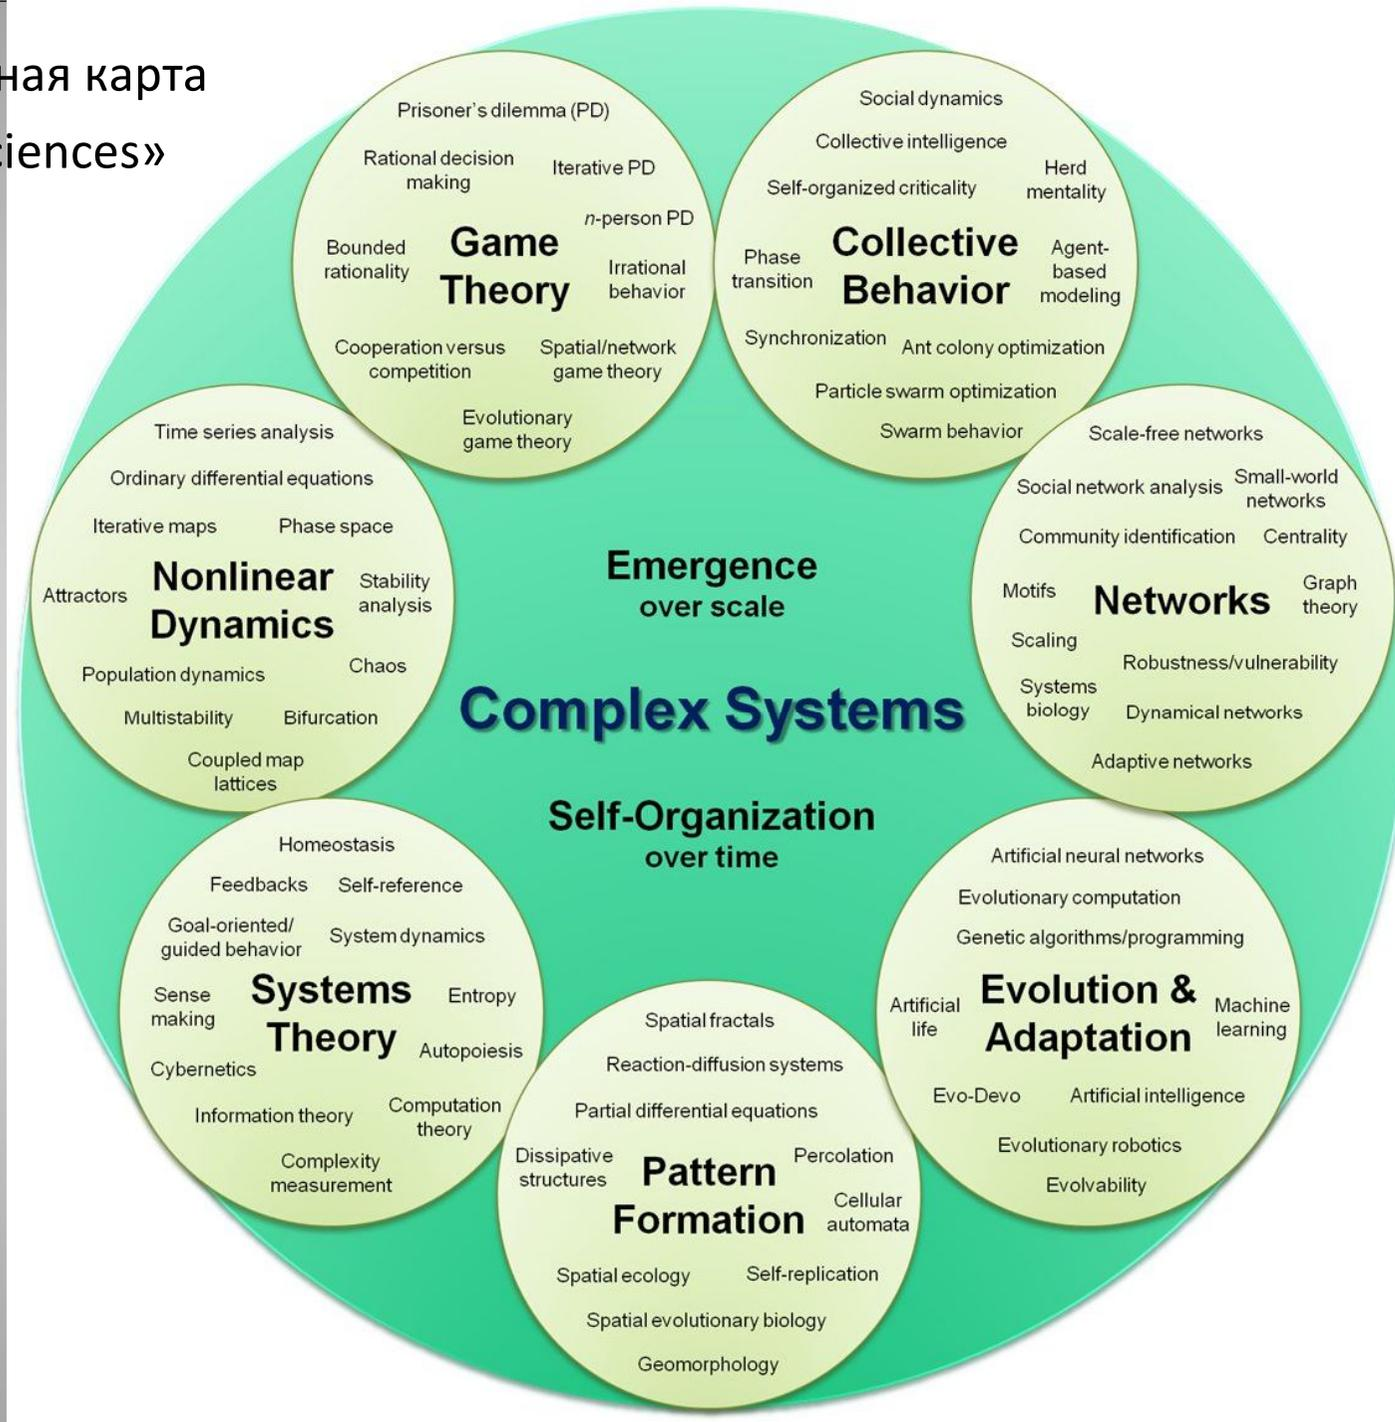 ная карта
ciences»
Prisoner's dilemma (PD)
Rational decision
making
Iterative PD
n-person PD
Game
Theory
Bounded
rationality
Irrational
behavior
Cooperation versus
competition
Spatial/network
game theory
Evolutionary
game theory
Social dynamics
Collective intelligence
Herd
mentality
Self-organized criticality
Collective
Behavior
Phase
transition
Agent-
based
modeling
Synchronization
Ant colony optimization
Particle swarm optimization
Swarm behavior
Time series analysis
Ordinary differential equations
Iterative maps
Phase space
Nonlinear
Dynamics
Attractors
Stability
analysis
Population dynamics
Chaos
Multistability
Bifurcation
Coupled map
lattices
Emergence
over scale
Complex Systems
Self-Organization
over time
Scale-free networks
Social network analysis
Small-world
networks
Community identification
Centrality
Motifs
Networks
Graph
theory
Scaling
Robustness/vulnerability
Systems
biology
Dynamical networks
Adaptive networks
Homeostasis
Feedbacks
Self-reference
Goal-oriented/
guided behavior
System dynamics
Sense
making
Systems
Theory
Entropy
Autopoiesis
Cybernetics
Information theory
Computation
theory
Complexity
measurement
Spatial fractals
Reaction-diffusion systems
Partial differential equations
Dissipative
structures
Pattern
Formation
Percolation
Cellular
automata
Spatial ecology
Self-replication
Spatial evolutionary biology
Geomorphology
Artificial neural networks
Evolutionary computation
Genetic algorithms/programming
Artificial
life
Evolution &
Adaptation
Machine
learning
Evo-Devo
Artificial intelligence
Evolutionary robotics
Evolvability